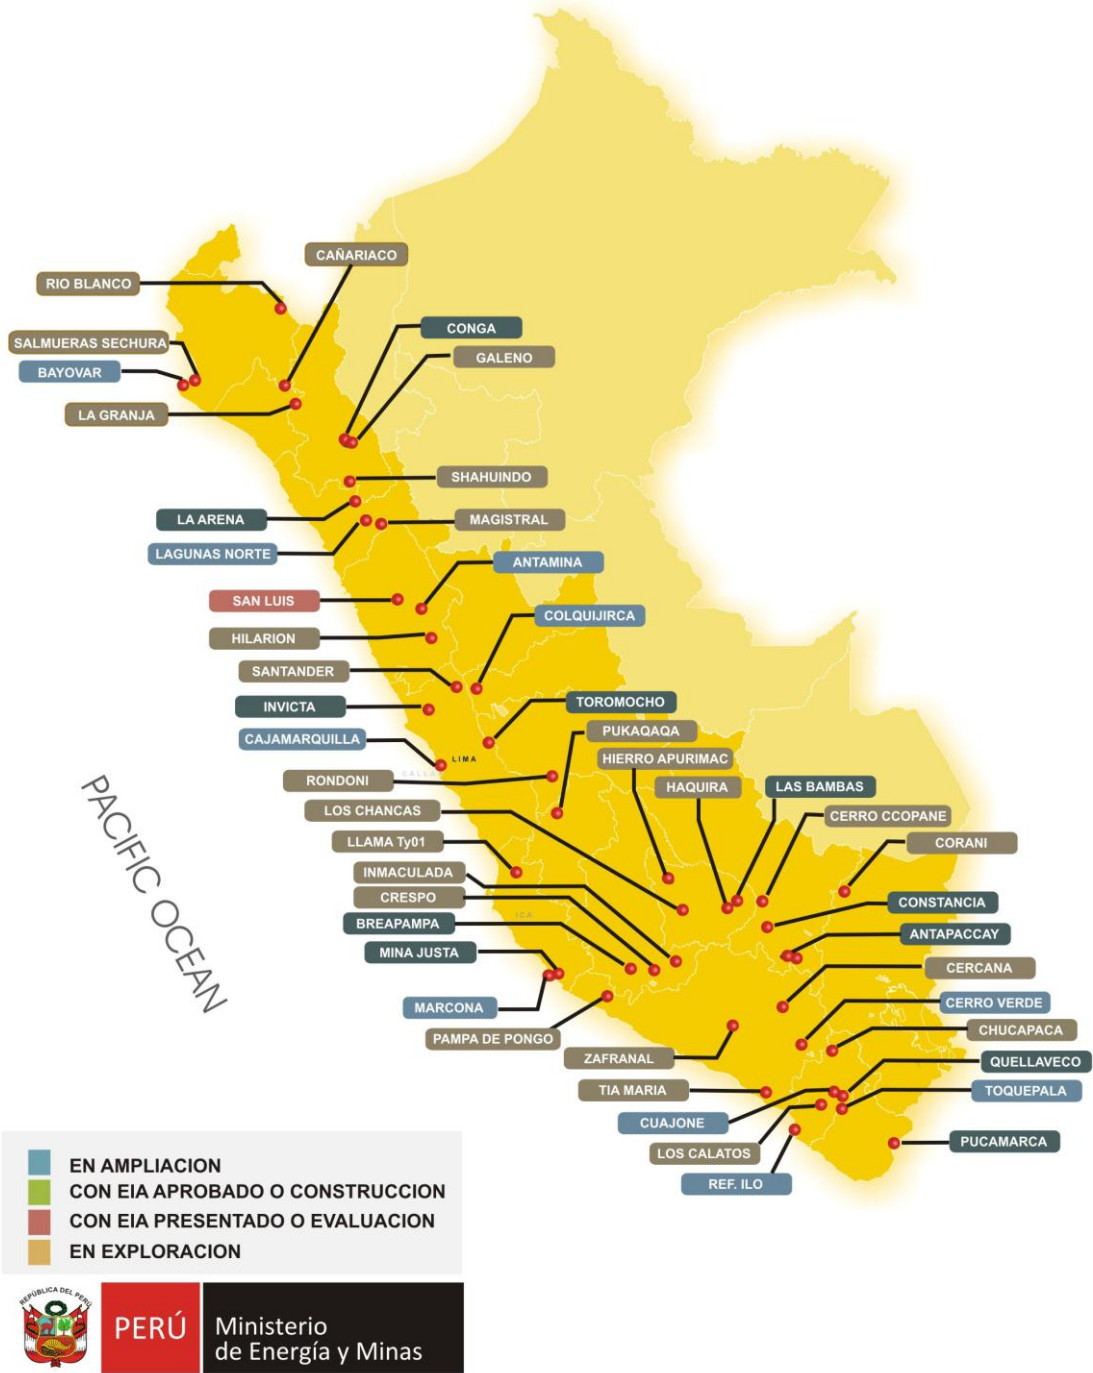 CAÑARIACO
RIO BLANCO
CONGA
SALMUERAS SECHURA
GALENO
BAYOVAR
LA GRANJA
SHAHUINDO
LA ARENA
MAGISTRAL
LAGUNAS NORTE
ANTAMINA
SAN LUIS
COLQUIJIRCA
HILARION
SANTANDER
TOROMOCHO
INVICTA
PUKAQAQA
CAJAMARQUILLA
LIMA
HIERRO APURIMAC
CALLA
RONDONI
HAQUIRA
LAS BAMBAS
LOS CHANCAS
CERRO CCOPANE
LLAMA Ty01
CORANI
INMACULADA
CRESPO
CONSTANCIA
ICA
BREAPAMPA
ANTAPACCAY
MINA JUSTA
CERCANA
PACIFIC OCEAN
MARCONA
CERRO VERDE
PAMPA DE PONGO
CHUCAPACA
ZAFRANAL
QUELLAVECO
TIA MARIA
TOQUEPALA
CUAJONE
PUCAMARCA
LOS CALATOS
REF. ILO
EN AMPLIACION
CON EIA APROBADO O CONSTRUCCION
CON EIA PRESENTADO O EVALUACION
EN EXPLORACION
REPÚBLICA DEL PERÚ
PERÚ
Ministerio
de Energía y Minas